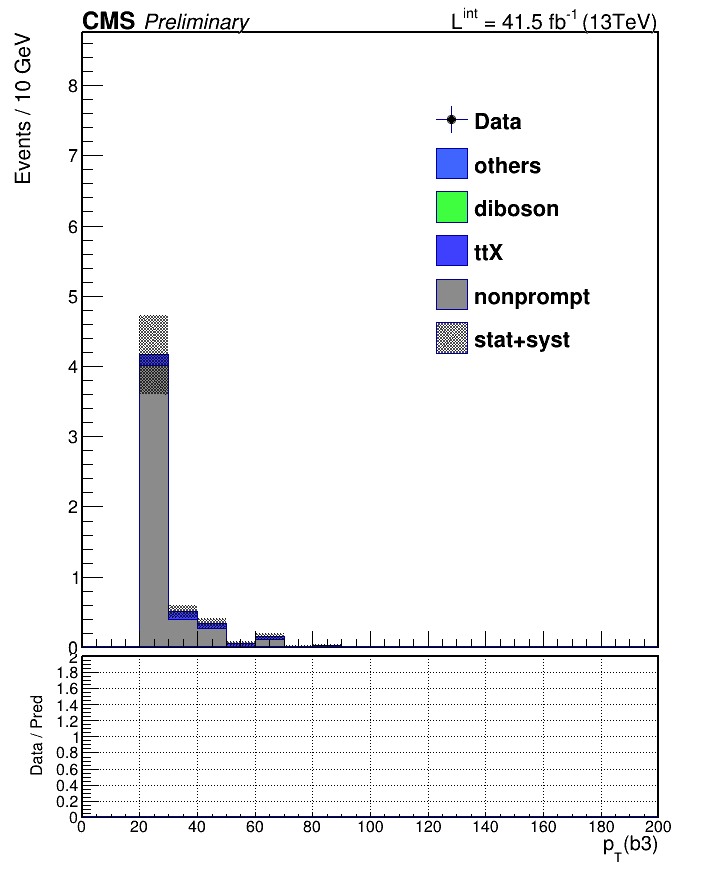 CMS Preliminary
L^int = 41.5 fb^-1 (13TeV)
Events / 10 GeV
8
7
6
5
4
3
2
1
0
Data
others
diboson
ttX
nonprompt
stat+syst
Data / Pred
2
1.8
1.6
1.4
1.2
1
0.8
0.6
0.4
0.2
0
0 20 40 60 80 100 120 140 160 180 200
p_T(b3)